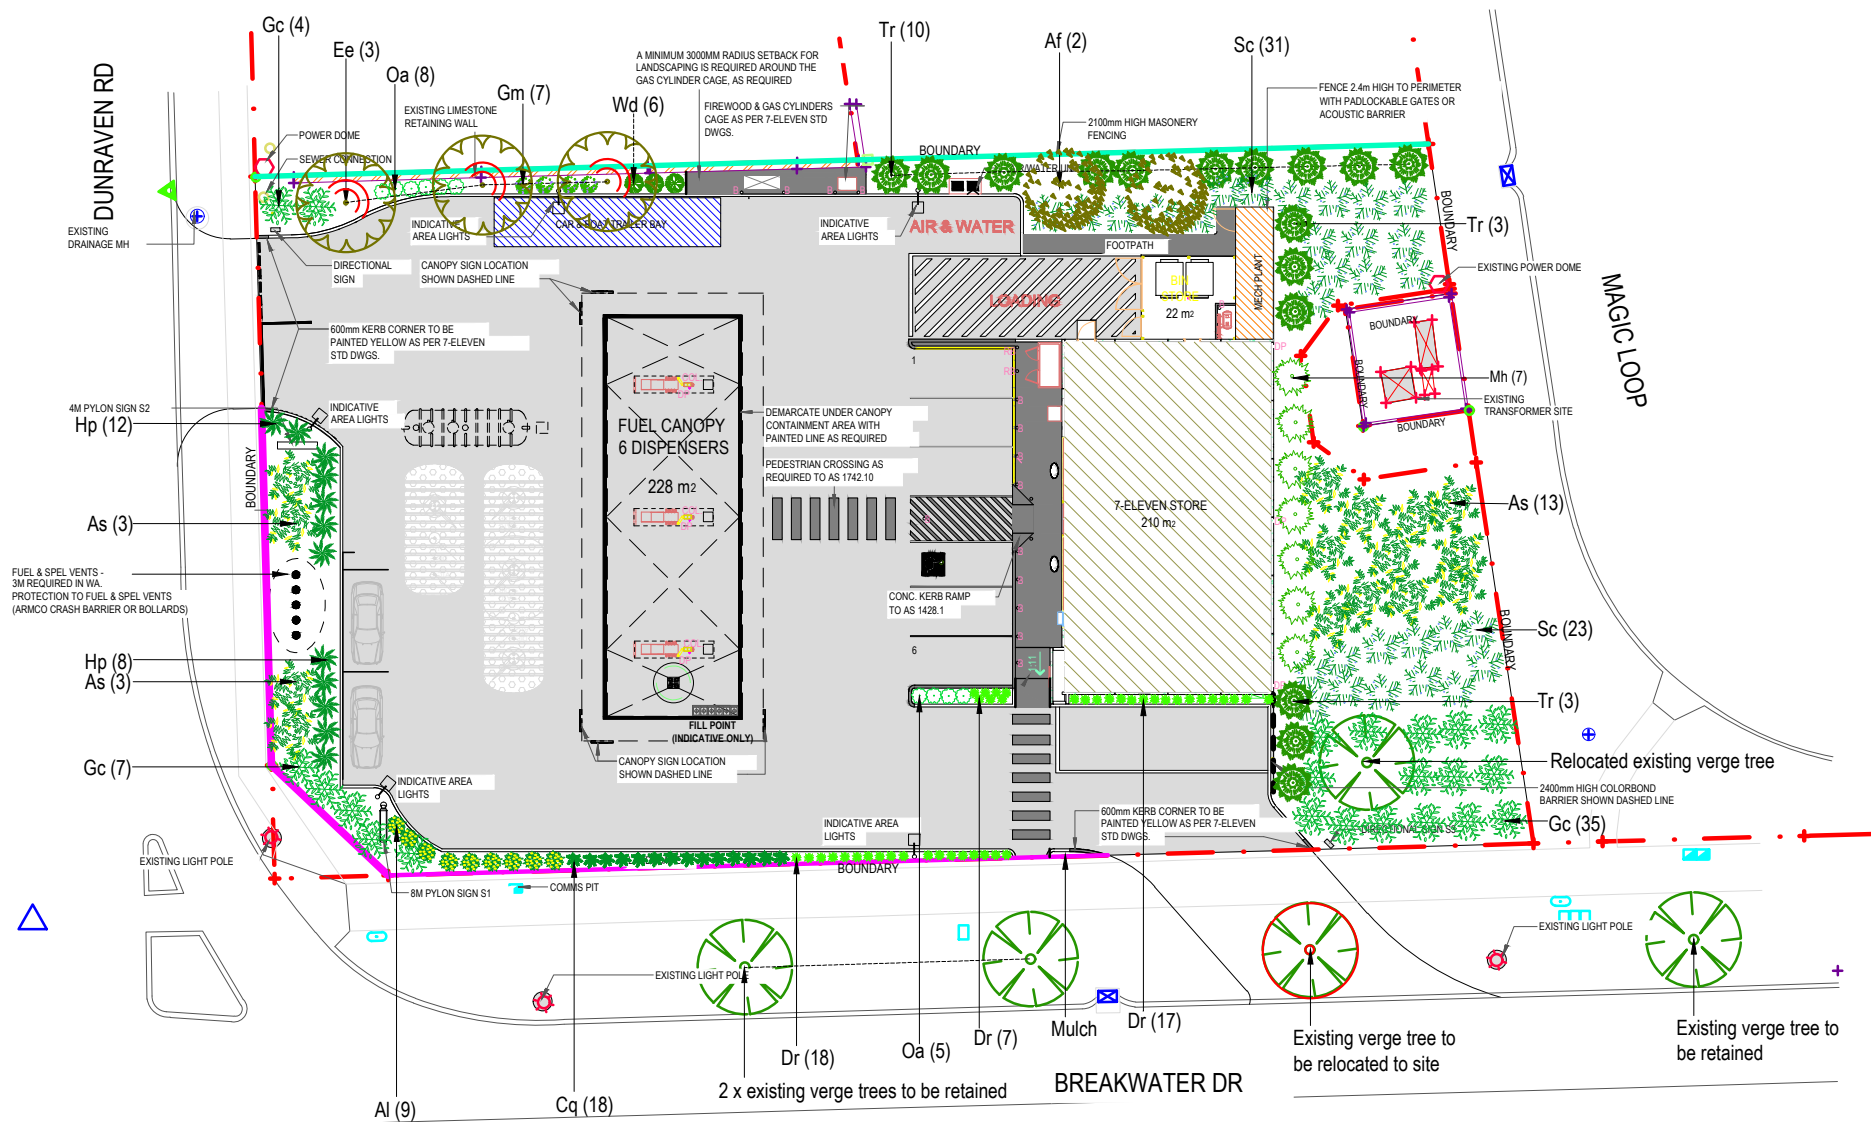 Gc (4)
Ee (3)
Oa (8)
Gm (7)
Wd (6)
Tr (10)
Af (2)
Sc (31)
DUNRAVEN RD
A MINIMUM 3000MM RADIUS SETBACK FOR
LANDSCAPING IS REQUIRED AROUND THE
GAS CYLINDER CAGE, AS REQUIRED
FIREWOOD & GAS CYLINDERS
CAGE AS PER 7-ELEVEN STD
DWGS.
EXISTING LIMESTONE
RETAINING WALL
POWER DOME
SEWER CONNECTION
2100mm HIGH MASONERY
FENCING
FENCE 2.4m HIGH TO PERIMETER
WITH PADLOCKABLE GATES OR
ACOUSTIC BARRIER
BOUNDARY
EXISTING
DRAINAGE MH
INDICATIVE
AREA LIGHTS
CAR & BOAT TRAILER BAY
INDICATIVE
AREA LIGHTS
AIR & WATER
FOOTPATH
BOUNDARY
Tr (3)
DIRECTIONAL
SIGN
CANOPY SIGN LOCATION
SHOWN DASHED LINE
EXISTING POWER DOME
MAGIC LOOP
LOADING
BIN
STORE
22 m2
MECH PLANT
BOUNDARY
600mm KERB CORNER TO BE
PAINTED YELLOW AS PER 7-ELEVEN
STD DWGS.
1
DP
BOUNDARY
Mh (7)
EXISTING
TRANSFORMER SITE
BOUNDARY
4M PYLON SIGN S2
Hp (12)
INDICATIVE
AREA LIGHTS
FUEL CANOPY
6 DISPENSERS
228 m2
DEMARCATE UNDER CANOPY
CONTAINMENT AREA WITH
PAINTED LINE AS REQUIRED
PEDESTRIAN CROSSING AS
REQUIRED TO AS 1742.10
BOUNDARY
As (3)
7-ELEVEN STORE
210 m2
As (13)
FUEL & SPEL VENTS -
3M REQUIRED IN WA.
PROTECTION TO FUEL & SPEL VENTS
(ARMCO CRASH BARRIER OR BOLLARDS)
CONC. KERB RAMP
TO AS 1428.1
BOUNDARY
Sc (23)
Hp (8)
As (3)
6
1:11
DP
Tr (3)
FILL POINT
(INDICATIVE ONLY)
Gc (7)
CANOPY SIGN LOCATION
SHOWN DASHED LINE
Relocated existing verge tree
INDICATIVE AREA
LIGHTS
2400mm HIGH COLORBOND
BARRIER SHOWN DASHED LINE
INDICATIVE AREA
LIGHTS
600mm KERB CORNER TO BE
PAINTED YELLOW AS PER 7-ELEVEN
STD DWGS.
DIRECTIONAL SIGN S3
Gc (35)
EXISTING LIGHT POLE
BOUNDARY
8M PYLON SIGN S1
COMMS PIT
EXISTING LIGHT POLE
EXISTING LIGHT POLE
Al (9)
Cq (18)
Dr (18)
2 x existing verge trees to be retained
Oa (5)
Dr (7)
Mulch
Dr (17)
Existing verge tree to
be relocated to site
Existing verge tree to
be retained
BREAKWATER DR